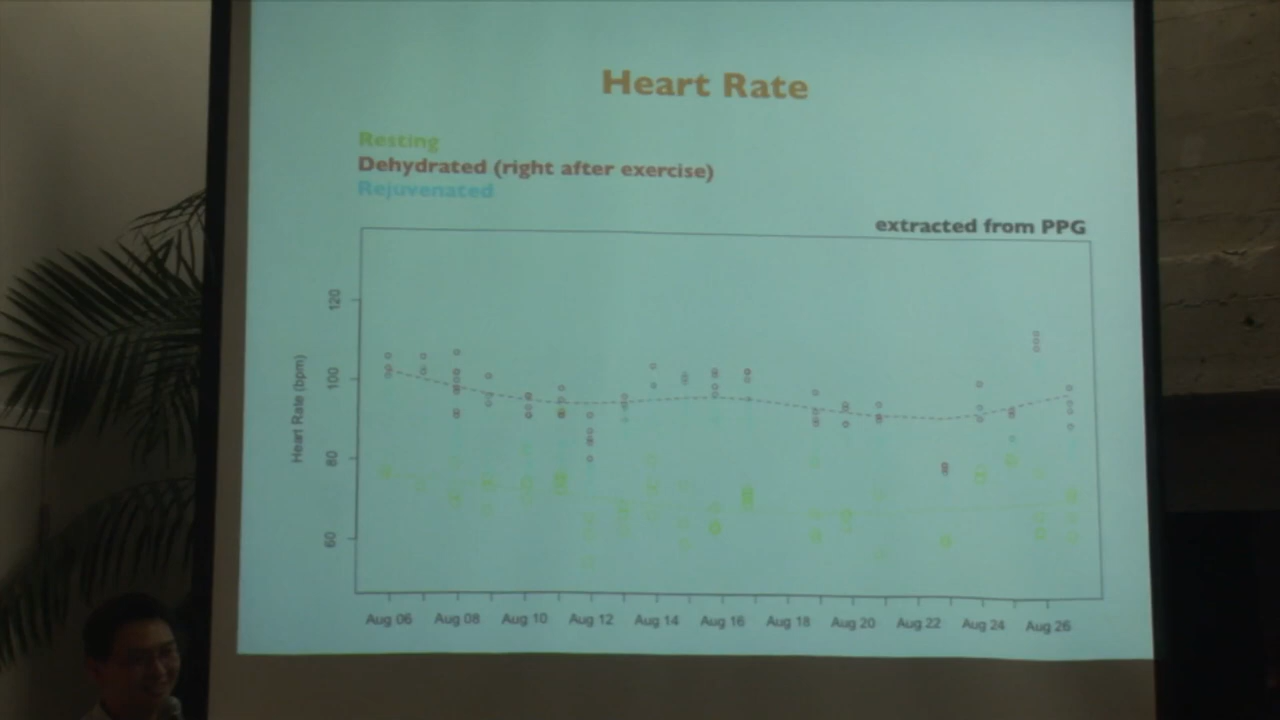 Heart Rate
Resting
Dehydrated (right after exercise)
Rejuvenated
extracted from PPG
Heart Rate (bpm)
120
100
80
60
Aug 06 Aug 08 Aug 10 Aug 12 Aug 14 Aug 16 Aug 18 Aug 20 Aug 22 Aug 24 Aug 26